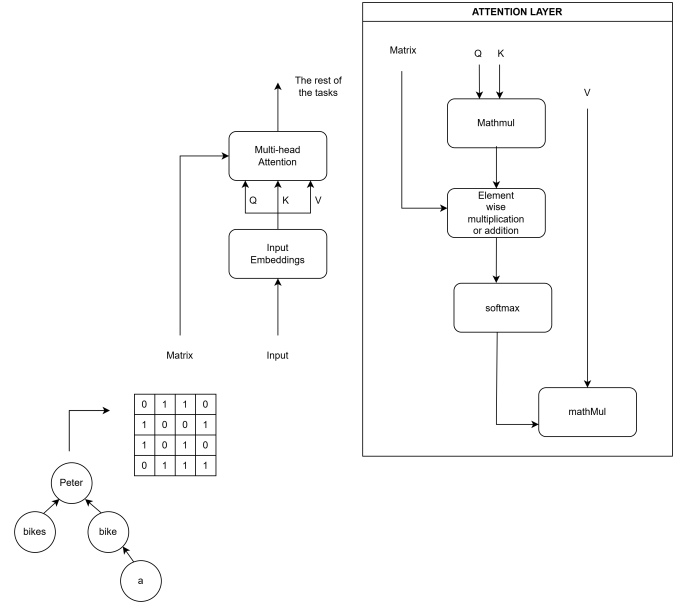 ATTENTION LAYER
Matrix
Q
K
V
Mathmul
Element
wise
multiplication
or addition
softmax
mathMul
The rest of
the tasks
Multi-head
Attention
Q
K
V
Input
Embeddings
Matrix
Input
0 1 1 0
1 0 0 1
1 0 1 0
0 1 1 1
Peter
bikes
bike
a